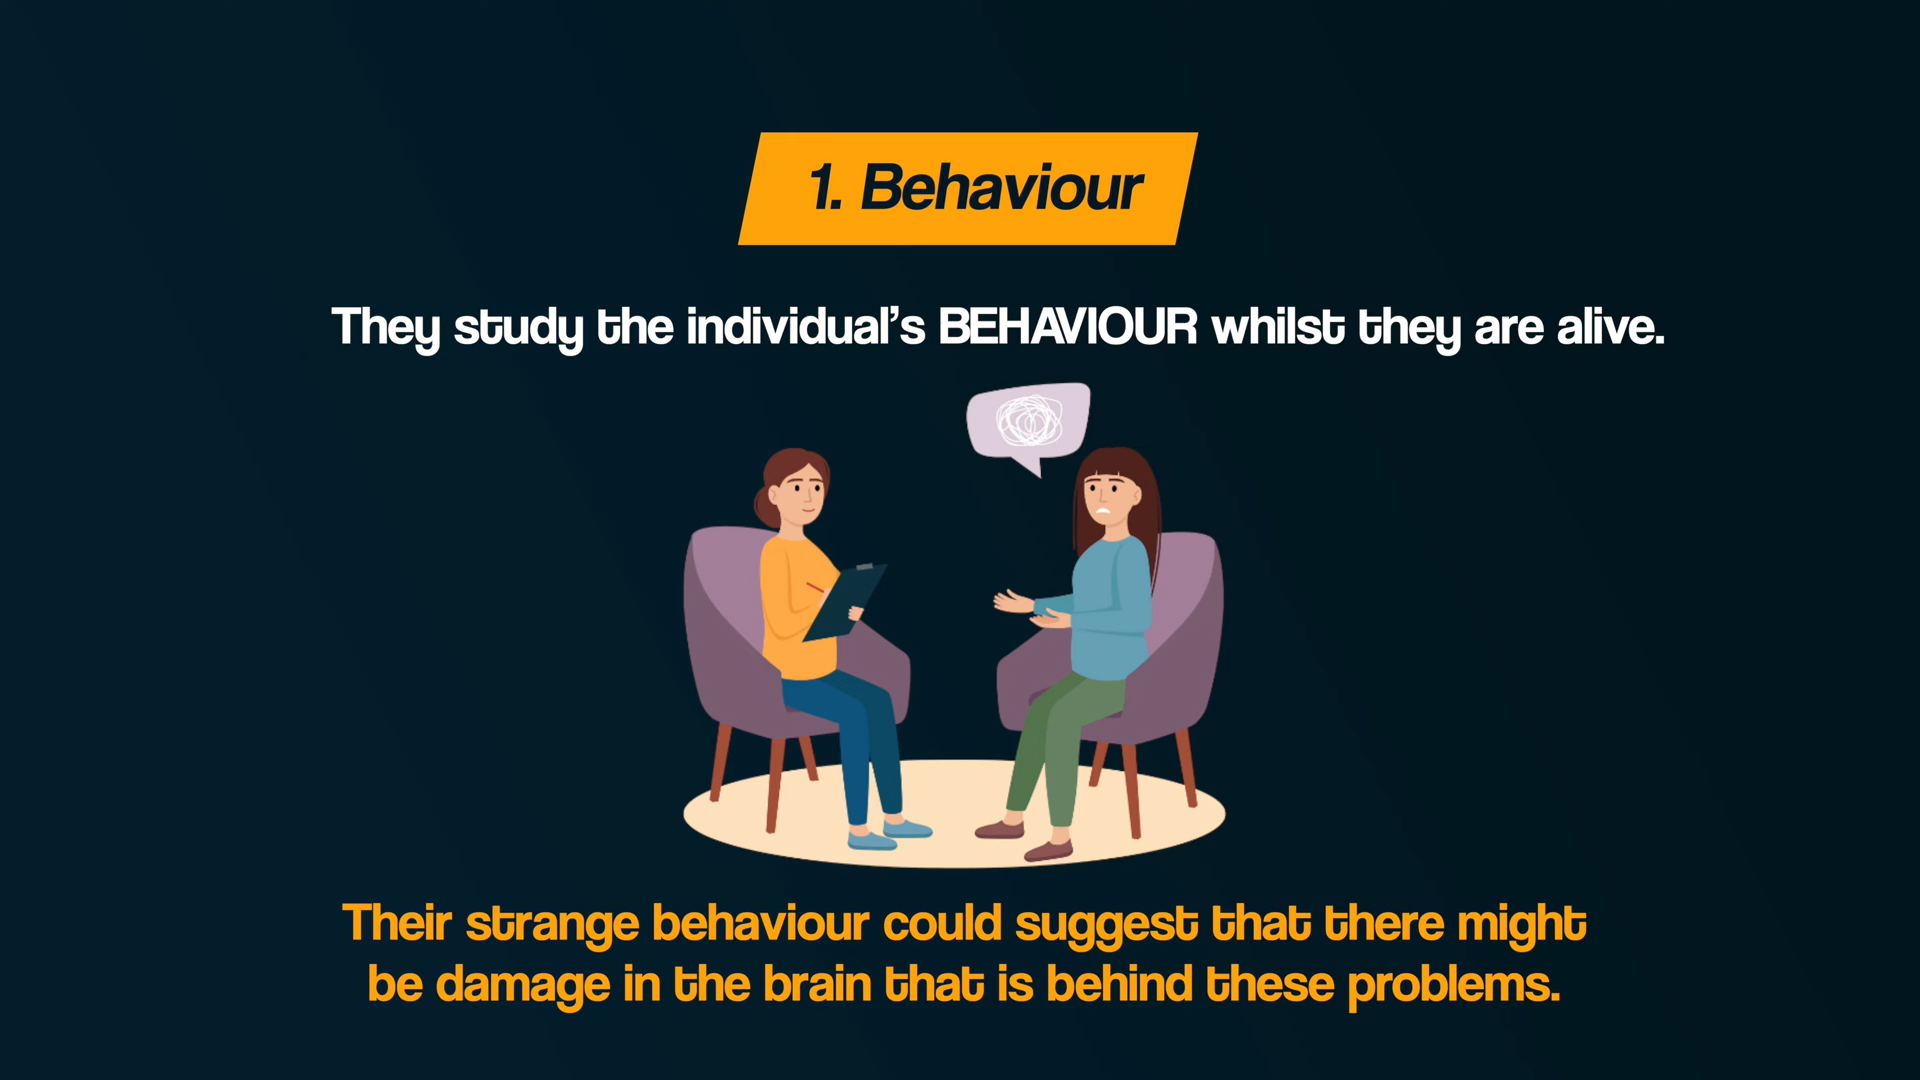 1. Behaviour
They study the individual's BEHAVIOUR whilst they are alive.
Their strange behaviour could suggest that there might
be damage in the brain that is behind these problems.